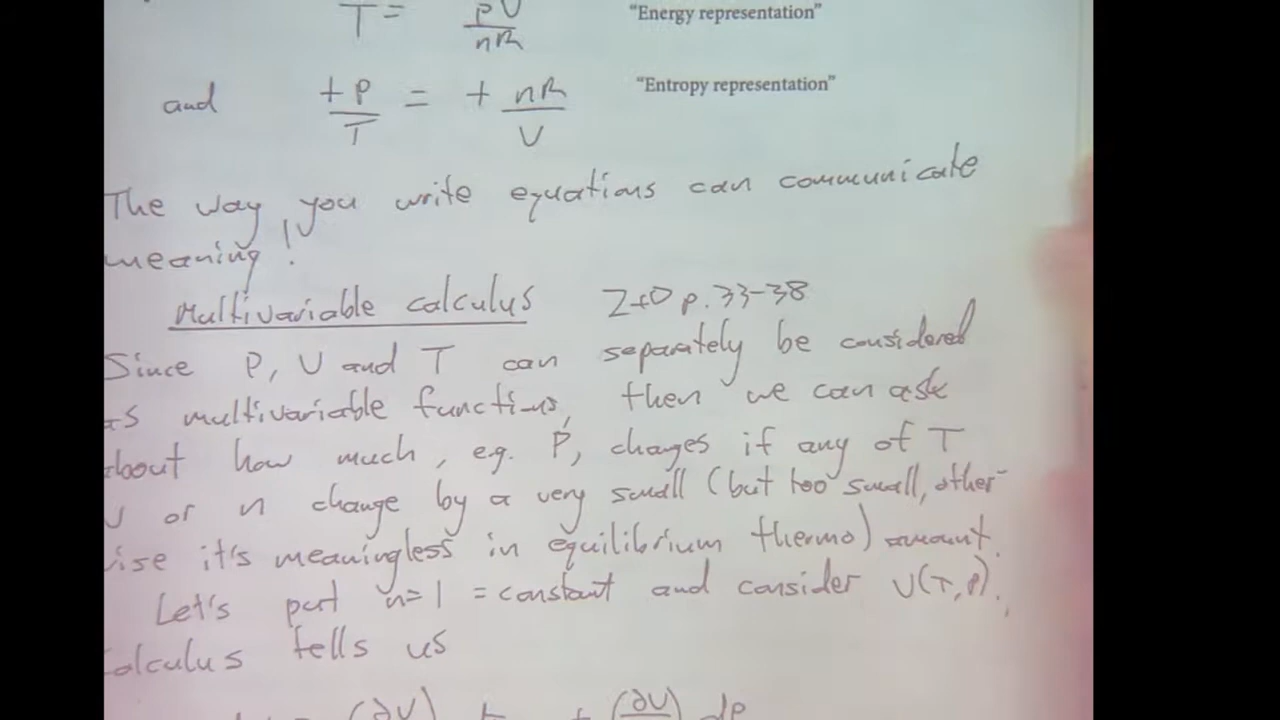 T = PV/nR "Energy representation"
and +P/T = + nR/V "Entropy representation"
The way you write equations can communicate
meaning!
Multivariable calculus Z+D p. 33-38
Since P, V and T can separately be considered
as multivariable functions, then we can ask
about how much, e.g. P, changes if any of T
V or n change by a very small (but too small, other-
wise it's meaningless in equilibrium thermo) amount.
Let's put n=1 = constant and consider V(T,P).
Calculus tells us
(∂V) + (∂V) dP